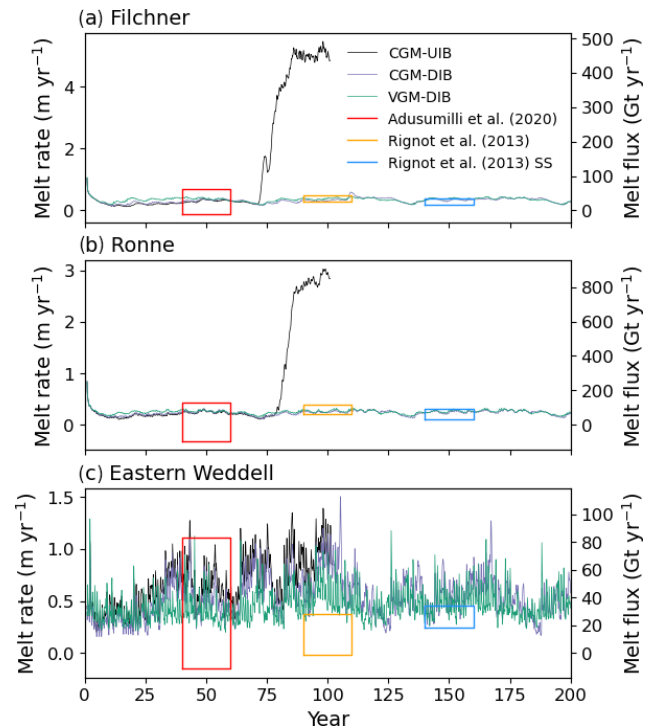 (a) Filchner
Melt rate (m yr⁻¹)
4
2
0
500
400
300
200
100
0
Melt flux (Gt yr⁻¹)
CGM-UIB
CGM-DIB
VGM-DIB
Adusumilli et al. (2020)
Rignot et al. (2013)
Rignot et al. (2013) SS
(b) Ronne
Melt rate (m yr⁻¹)
3
2
1
0
800
600
400
200
0
Melt flux (Gt yr⁻¹)
(c) Eastern Weddell
Melt rate (m yr⁻¹)
1.5
1.0
0.5
0.0
100
80
60
40
20
0
Melt flux (Gt yr⁻¹)
0 25 50 75 100 125 150 175 200
Year